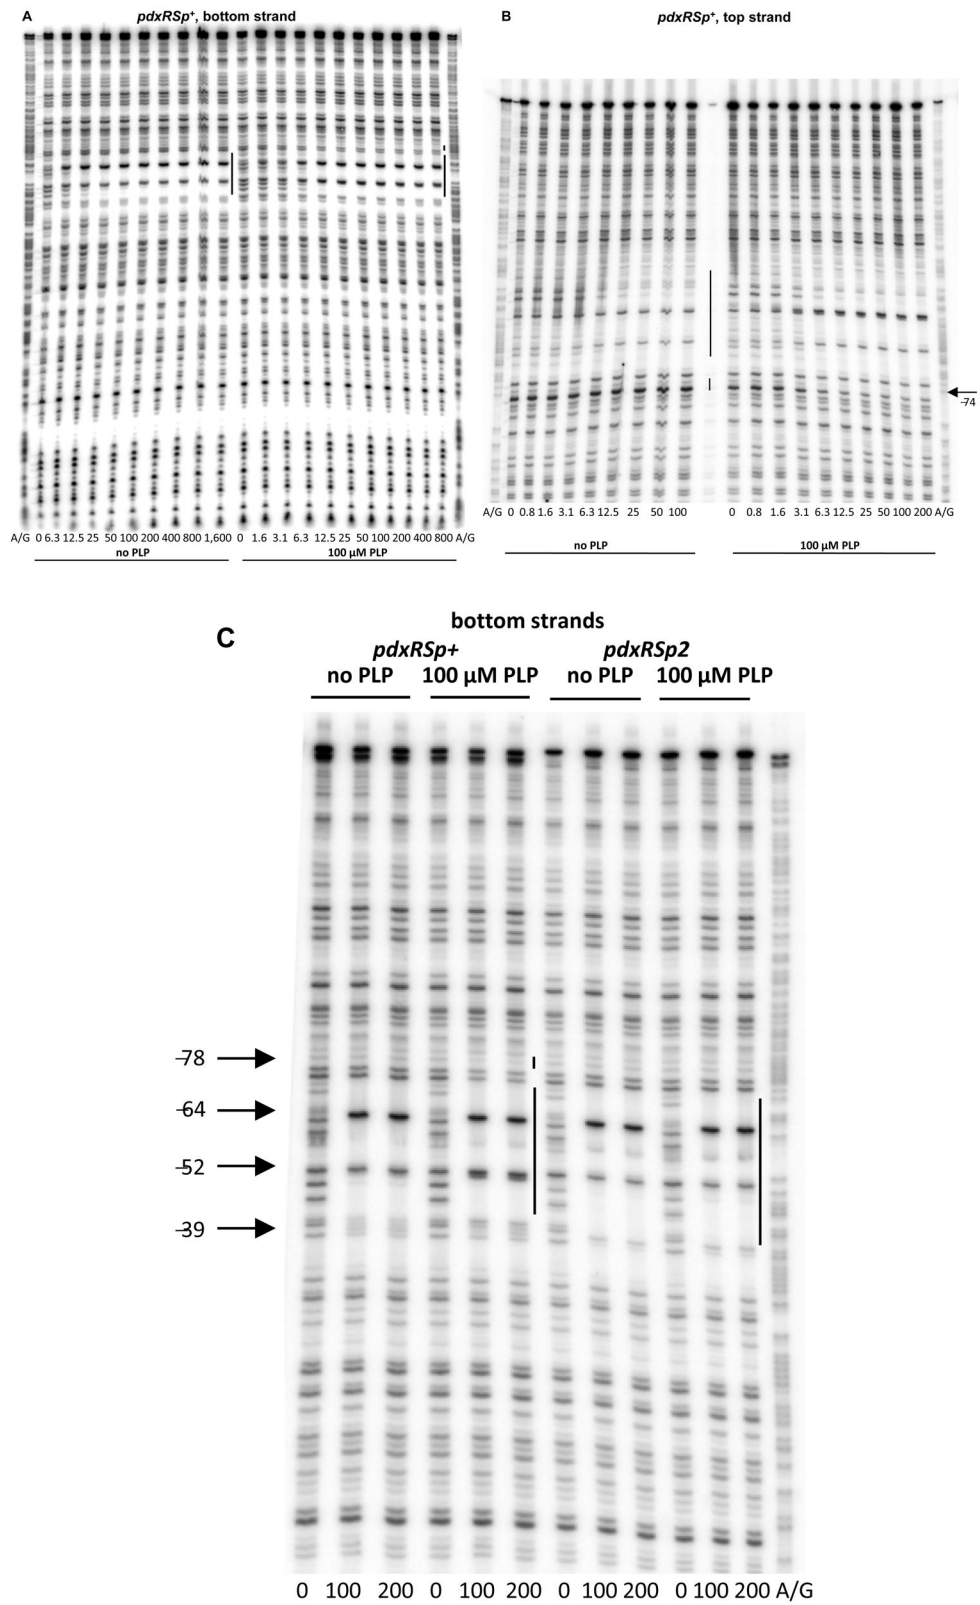 A
pdxRSp+, bottom strand
A/G 0 6.3 12.5 25 50 100 200 400 800 1,600 0 1.6 3.1 6.3 12.5 25 50 100 200 400 800 A/G
no PLP 100 µM PLP
B
pdxRSp+, top strand
-74
A/G 0 0.8 1.6 3.1 6.3 12.5 25 50 100 0 0.8 1.6 3.1 6.3 12.5 25 50 100 200 A/G
no PLP 100 µM PLP
C
bottom strands
pdxRSp+ pdxRSp2
no PLP 100 µM PLP no PLP 100 µM PLP
-78
-64
-52
-39
0 100 200 0 100 200 0 100 200 0 100 200 A/G